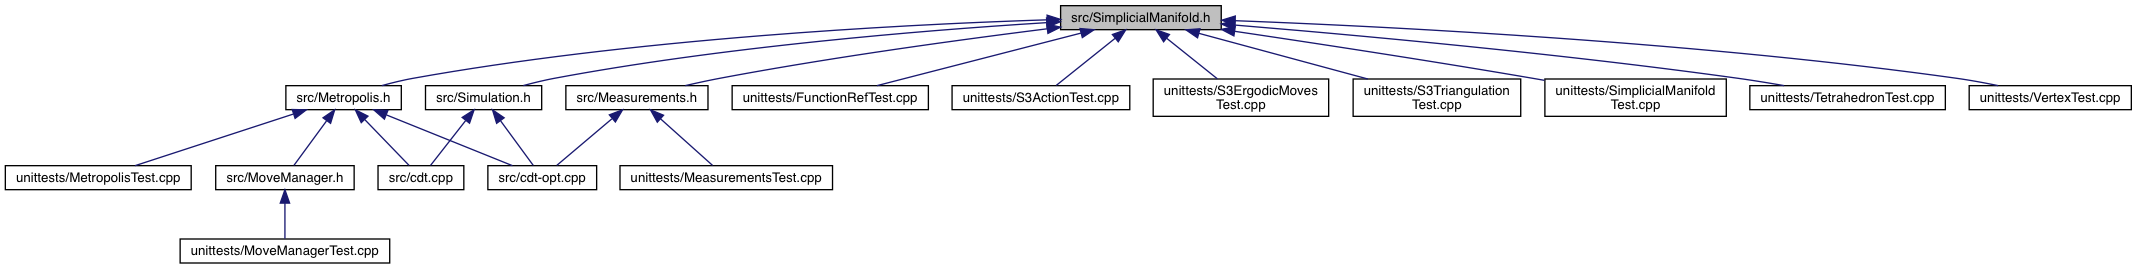 src/SimplicialManifold.h
src/Metropolis.h
src/Simulation.h
src/Measurements.h
unittests/FunctionRefTest.cpp
unittests/S3ActionTest.cpp
unittests/S3ErgodicMoves
Test.cpp
unittests/S3Triangulation
Test.cpp
unittests/SimplicialManifold
Test.cpp
unittests/TetrahedronTest.cpp
unittests/VertexTest.cpp
unittests/MetropolisTest.cpp
src/MoveManager.h
src/cdt.cpp
src/cdt-opt.cpp
unittests/MeasurementsTest.cpp
unittests/MoveManagerTest.cpp